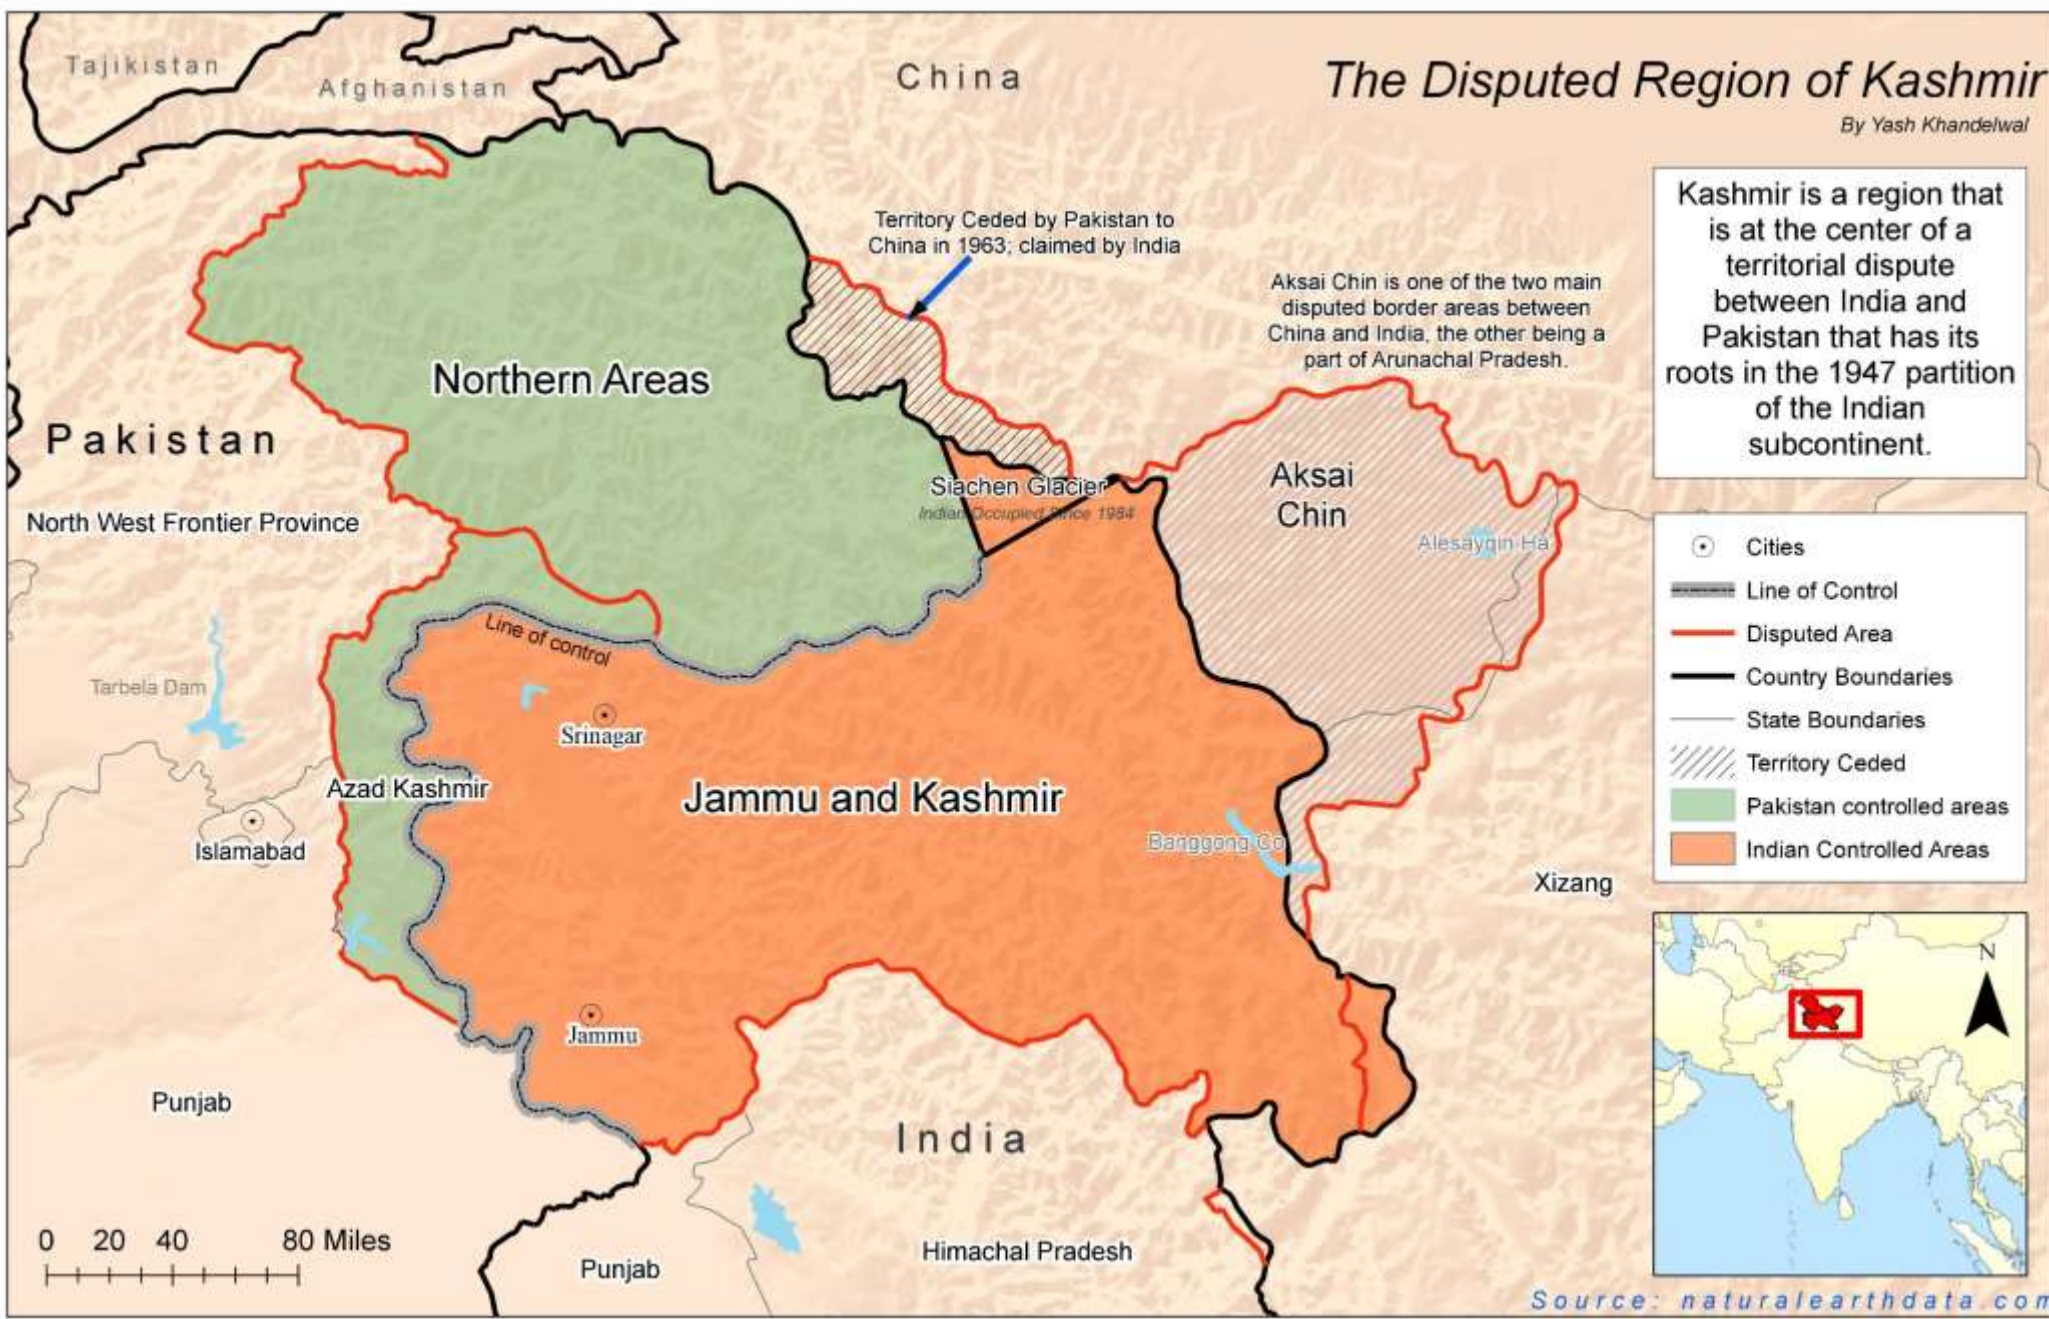 The Disputed Region of Kashmir
By Yash Khandelwal
Tajikistan
Afghanistan
China
Territory Ceded by Pakistan to
China in 1963; claimed by India
Aksai Chin is one of the two main
disputed border areas between
China and India, the other being a
part of Arunachal Pradesh.
Kashmir is a region that
is at the center of a
territorial dispute
between India and
Pakistan that has its
roots in the 1947 partition
of the Indian
subcontinent.
Northern Areas
Pakistan
Siachen Glacier
Indian Occupied Since 1984
Aksai
Chin
North West Frontier Province
Alesayqin Ha
Line of control
Tarbela Dam
Srinagar
Azad Kashmir
Jammu and Kashmir
Islamabad
Banggong Co
Xizang
Jammu
Punjab
India
Himachal Pradesh
Punjab
Cities
Line of Control
Disputed Area
Country Boundaries
State Boundaries
Territory Ceded
Pakistan controlled areas
Indian Controlled Areas
N
0 20 40 80 Miles
Source: naturalearthdata.com